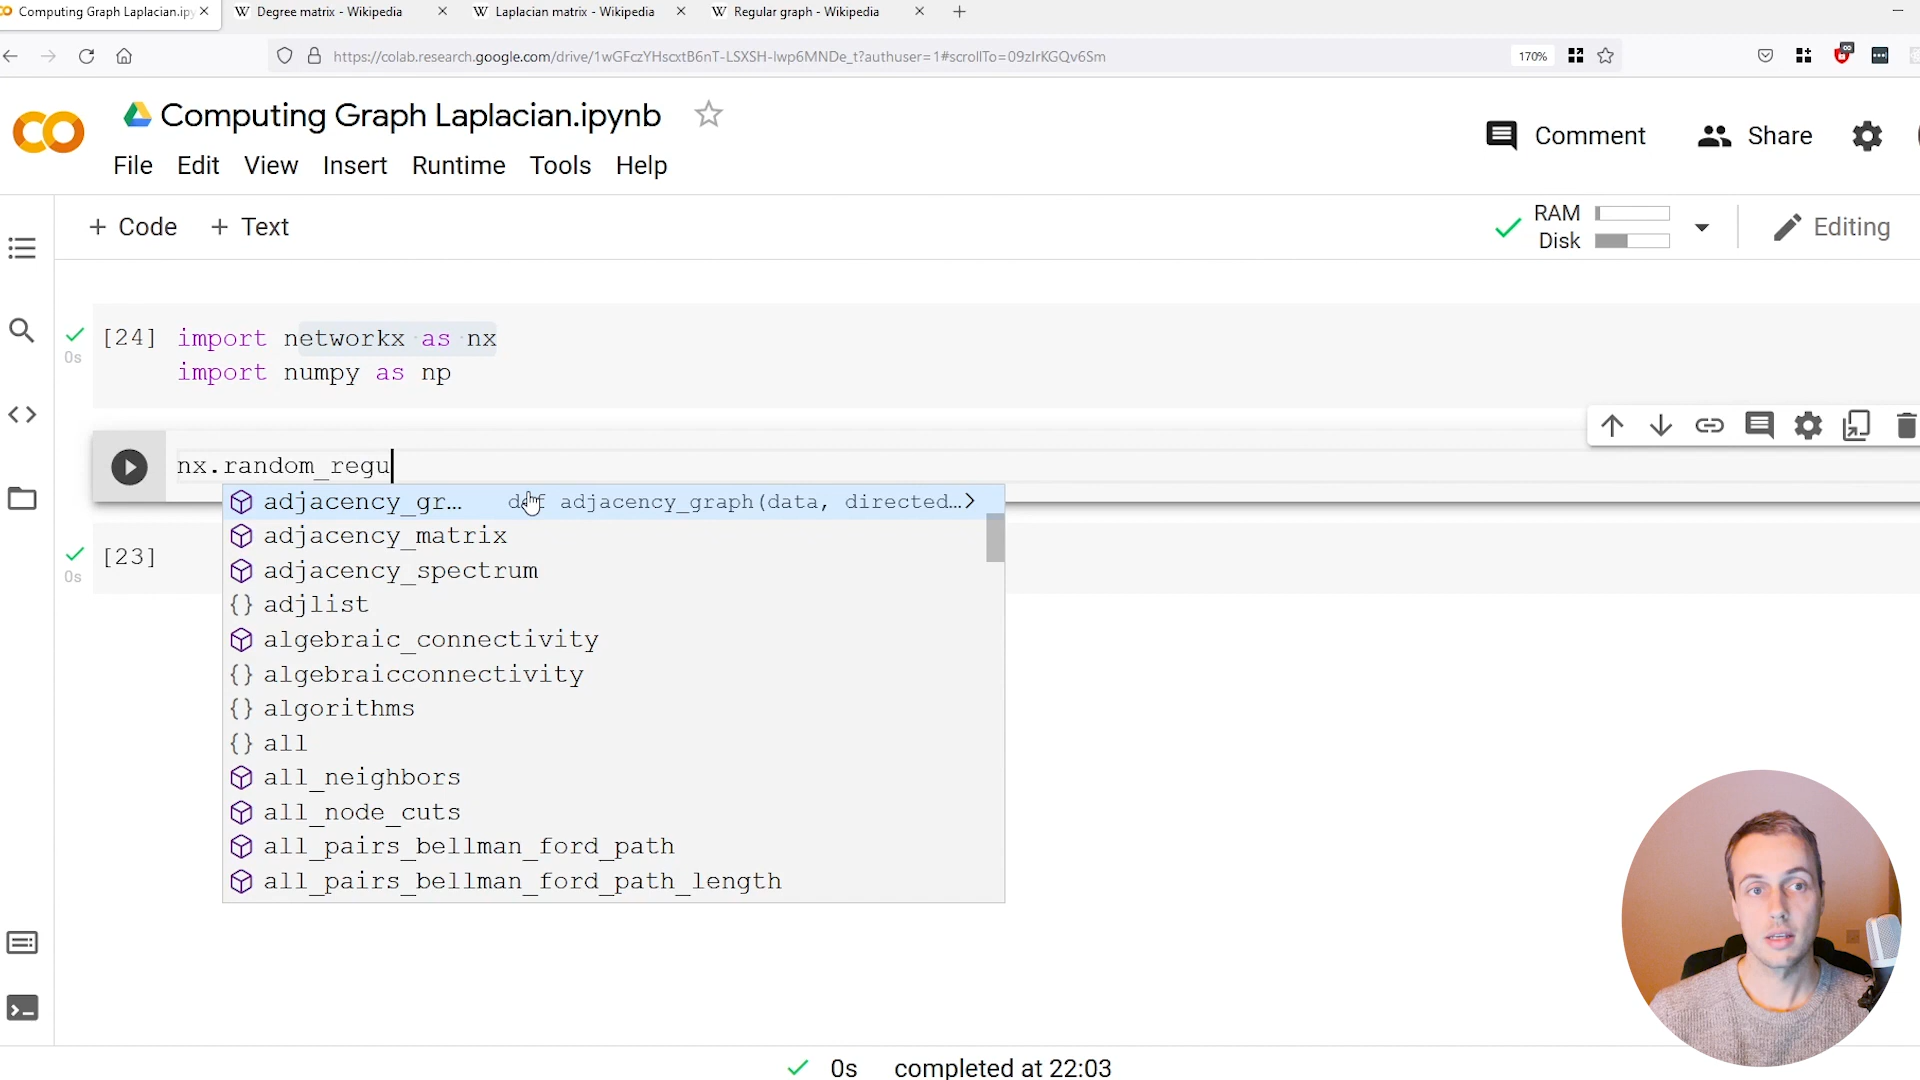 Computing Graph Laplacian.ipy
Degree matrix - Wikipedia
Laplacian matrix - Wikipedia
Regular graph - Wikipedia
https://colab.research.google.com/drive/1wGFczYHscxtB6nT-LSXSH-lwp6MNDe_t?authuser=1#scrollTo=09zIrKGQv6Sm
170%
Computing Graph Laplacian.ipynb
Comment
Share
File Edit View Insert Runtime Tools Help
+ Code + Text
RAM
Disk
Editing
[24] import networkx as nx
0s
import numpy as np
nx.random_regu
adjacency_gr… def adjacency_graph(data, directed…>
adjacency_matrix
[23]
0s
adjacency_spectrum
{} adjlist
algebraic_connectivity
{} algebraicconnectivity
{} algorithms
{} all
all_neighbors
all_node_cuts
all_pairs_bellman_ford_path
all_pairs_bellman_ford_path_length
0s completed at 22:03